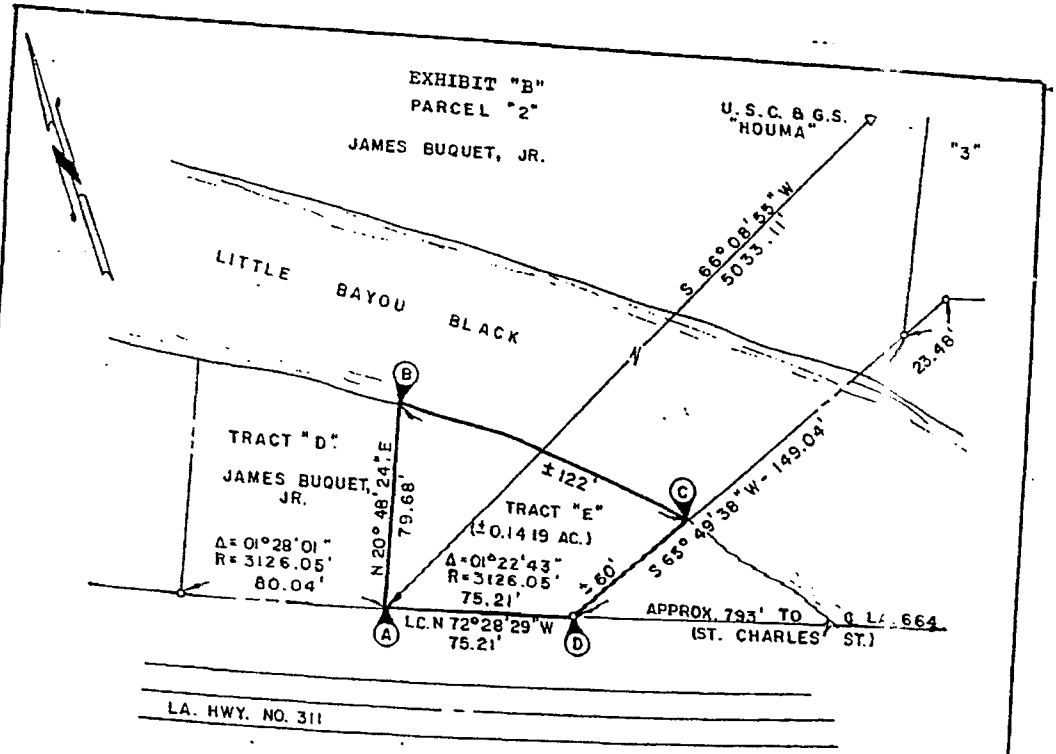 EXHIBIT "B"
PARCEL "2"
JAMES BUQUET, JR.
U.S.C. & G.S.
"HOUMA"
"3"
S 66° 08' 55" W
5033.11'
LITTLE BAYOU BLACK
N
23.48'
B
TRACT "D"
JAMES BUQUET,
JR.
Δ = 01° 28' 01"
R = 3126.05'
80.04'
N 20° 48' 24" E
79.68'
± 122'
C
TRACT "E"
(± 0.1419 AC.)
Δ = 01° 22' 43"
R = 3126.05'
75.21'
± 60'
S 65° 49' 38" W - 149.04'
A
L.C. N 72° 28' 29" W
75.21'
D
APPROX. 793' TO ℄ LA. 664
(ST. CHARLES ST.)
LA. HWY. NO. 311